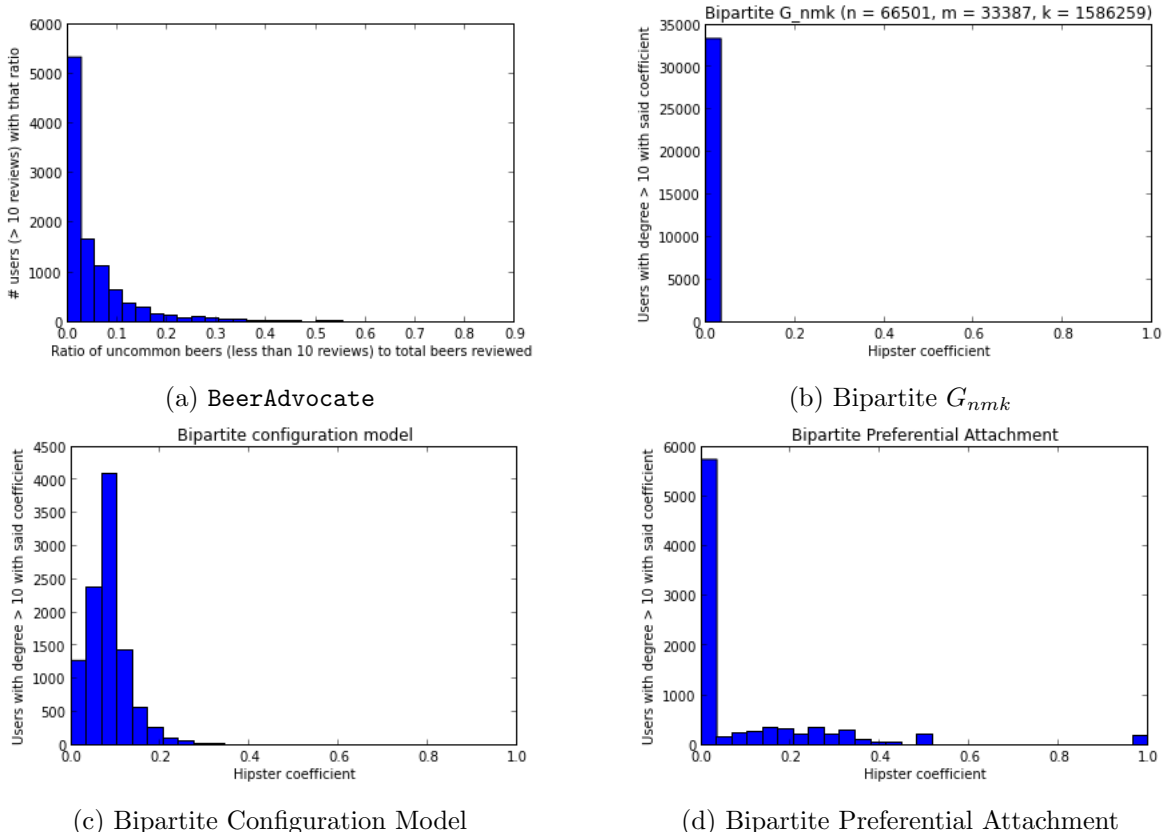 # users (> 10 reviews) with that ratio
6000
5000
4000
3000
2000
1000
0
0.0 0.1 0.2 0.3 0.4 0.5 0.6 0.7 0.8 0.9
Ratio of uncommon beers (less than 10 reviews) to total beers reviewed
(a) BeerAdvocate
Bipartite G_nmk (n = 66501, m = 33387, k = 1586259)
Users with degree > 10 with said coefficient
35000
30000
25000
20000
15000
10000
5000
0
0.0 0.2 0.4 0.6 0.8 1.0
Hipster coefficient
(b) Bipartite Gnmk
Bipartite configuration model
Users with degree > 10 with said coefficient
4500
4000
3500
3000
2500
2000
1500
1000
500
0
0.0 0.2 0.4 0.6 0.8 1.0
Hipster coefficient
(c) Bipartite Configuration Model
Bipartite Preferential Attachment
Users with degree > 10 with said coefficient
6000
5000
4000
3000
2000
1000
0
0.0 0.2 0.4 0.6 0.8 1.0
Hipster coefficient
(d) Bipartite Preferential Attachment